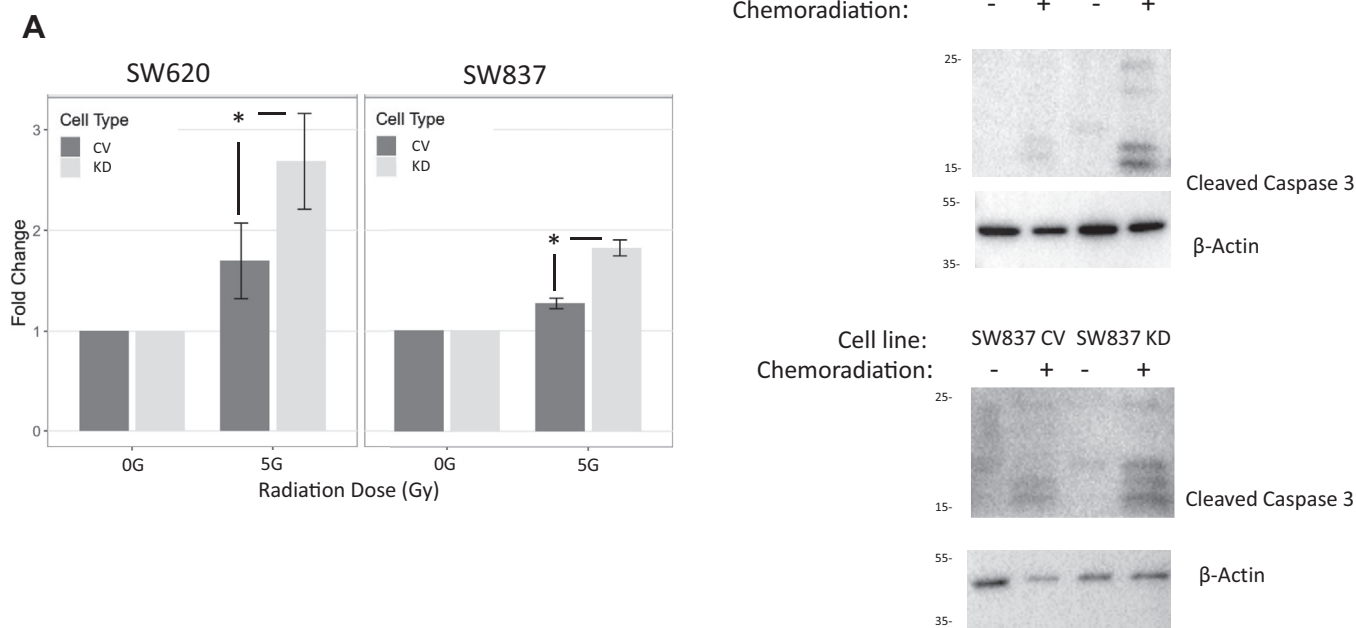 A
SW620
SW837
Cell Type
CV
KD
Cell Type
CV
KD
*
*
3
2
1
0
Fold Change
0G
5G
0G
5G
Radiation Dose (Gy)
Chemoradiation:
- + - +
25-
15-
Cleaved Caspase 3
55-
β-Actin
35-
Cell line: SW837 CV SW837 KD
Chemoradiation: - + - +
25-
15-
Cleaved Caspase 3
55-
β-Actin
35-